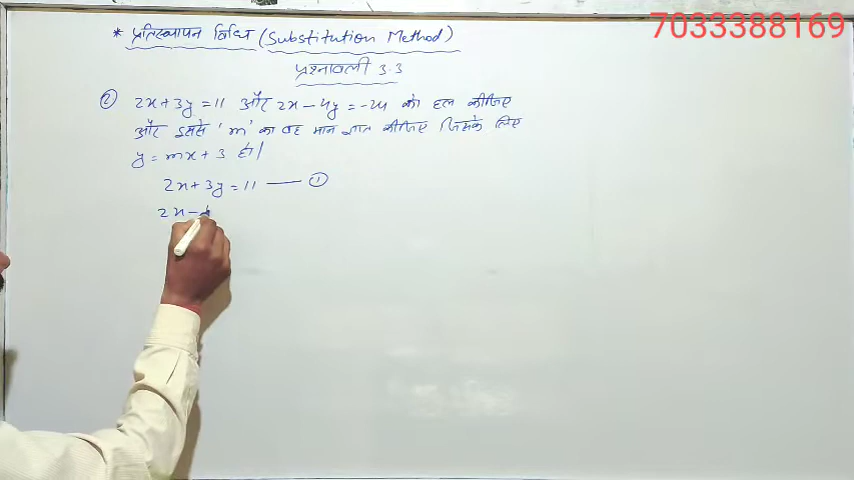 7033388169
* प्रतिस्थापन विधि (Substitution Method)
प्रश्नावली 3.3
② 2x+3y=11 और 2x-4y=-24 को हल कीजिए
और इससे 'm' का वह मान ज्ञात कीजिए जिसके लिए
y=mx+3 हो।
2x+3y=11 —— ①
2x-4